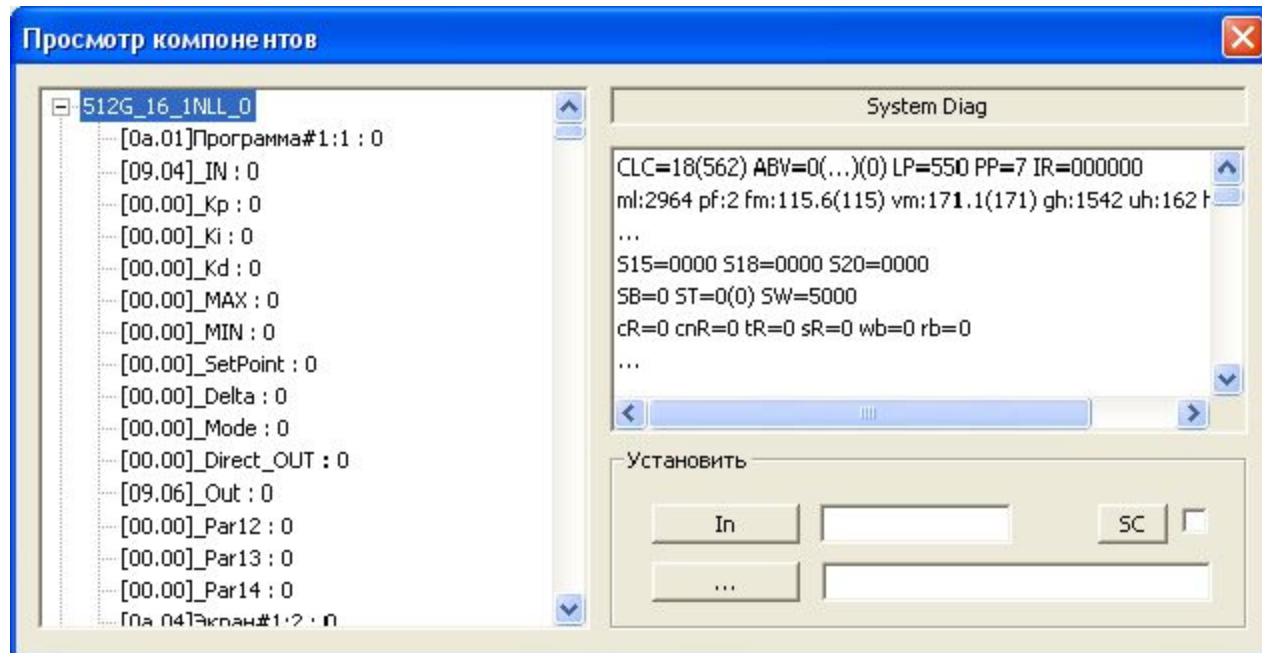 Просмотр компонентов
512G_16_1NLL_0
[0a.01]Программа#1:1 : 0
[09.04]_IN : 0
[00.00]_Kp : 0
[00.00]_Ki : 0
[00.00]_Kd : 0
[00.00]_MAX : 0
[00.00]_MIN : 0
[00.00]_SetPoint : 0
[00.00]_Delta : 0
[00.00]_Mode : 0
[00.00]_Direct_OUT : 0
[09.06]_Out : 0
[00.00]_Par12 : 0
[00.00]_Par13 : 0
[00.00]_Par14 : 0
[0a.04]Экран#1:2 : 0
System Diag
CLC=18(562) ABV=0(...)(0) LP=550 PP=7 IR=000000
ml:2964 pf:2 fm:115.6(115) vm:171.1(171) gh:1542 uh:162
...
S15=0000 S18=0000 S20=0000
SB=0 ST=0(0) SW=5000
cR=0 cnR=0 tR=0 sR=0 wb=0 rb=0
...
Установить
In
SC
...